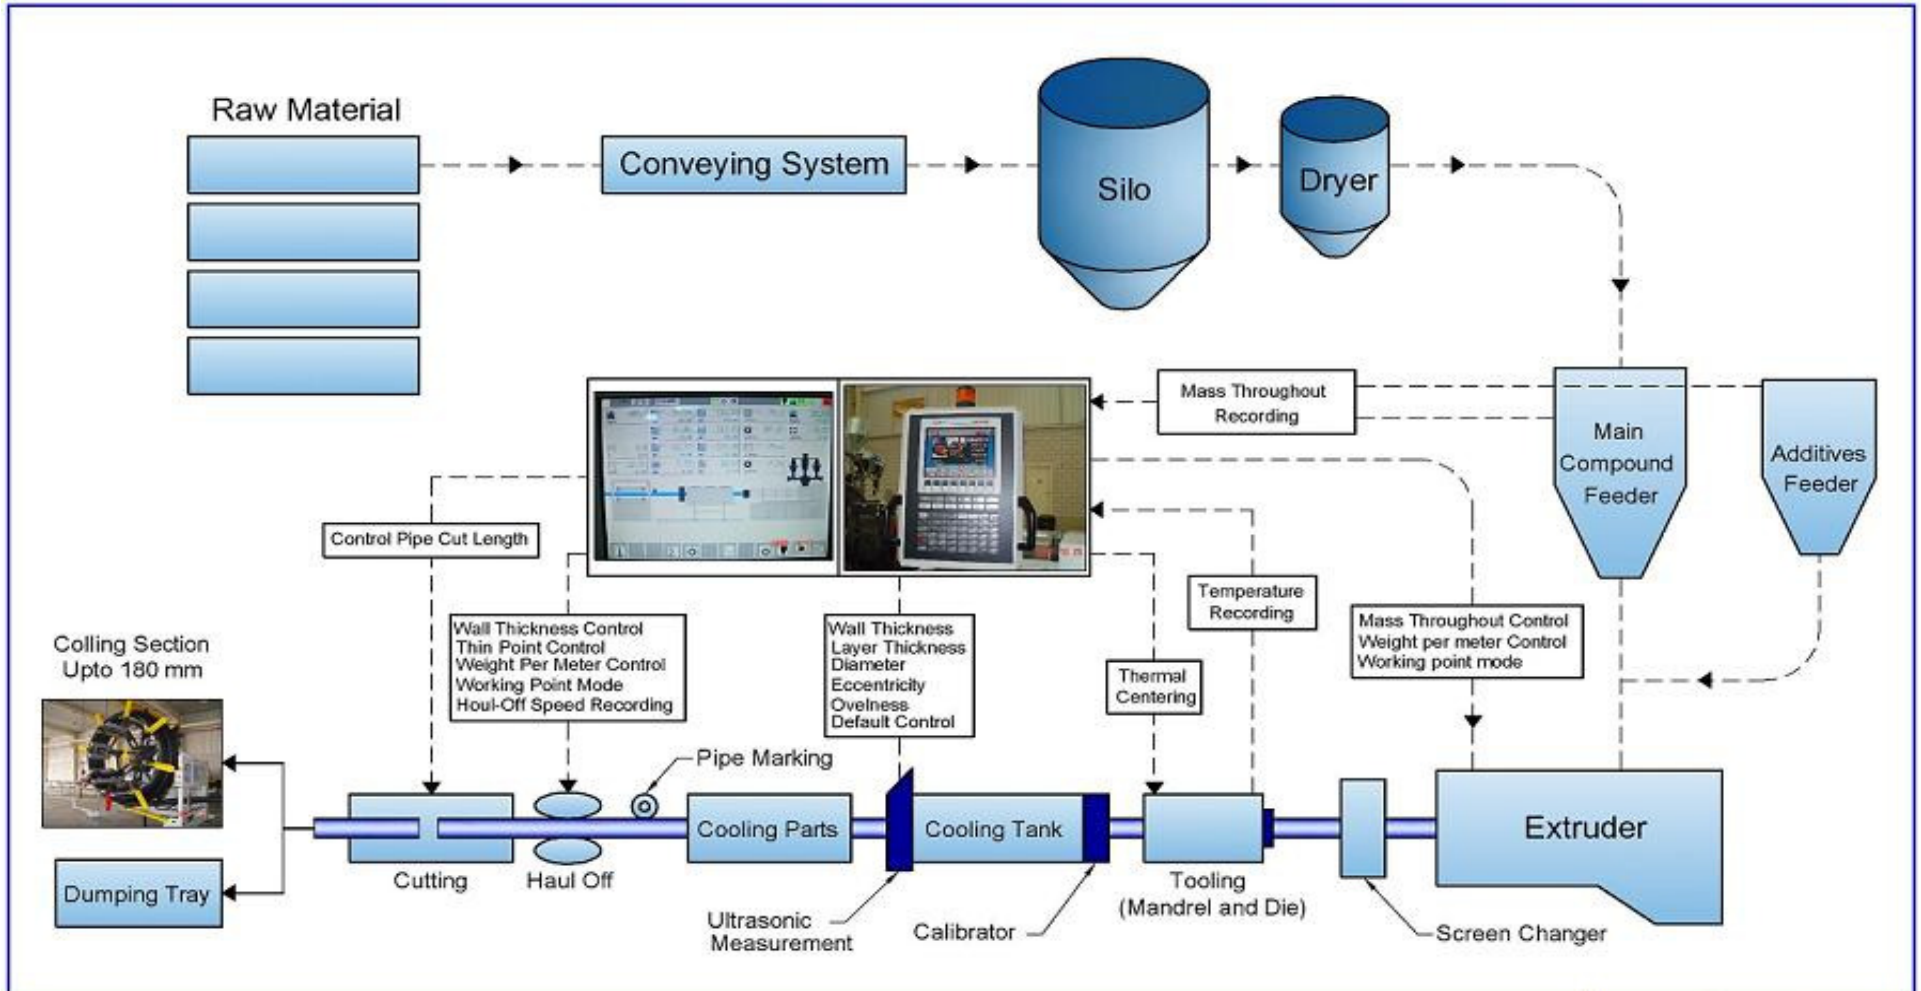 Raw Material
Conveying System
Silo
Dryer
Mass Throughout
Recording
Main
Compound
Feeder
Additives
Feeder
Control Pipe Cut Length
Temperature
Recording
Wall Thickness Control
Thin Point Control
Weight Per Meter Control
Working Point Mode
Houl-Off Speed Recording
Wall Thickness
Layer Thickness
Diameter
Eccentricity
Ovelness
Default Control
Mass Throughout Control
Weight per meter Control
Working point mode
Thermal
Centering
Colling Section
Upto 180 mm
Pipe Marking
Cooling Parts
Cooling Tank
Extruder
Cutting
Haul Off
Tooling
(Mandrel and Die)
Dumping Tray
Ultrasonic
Measurement
Calibrator
Screen Changer